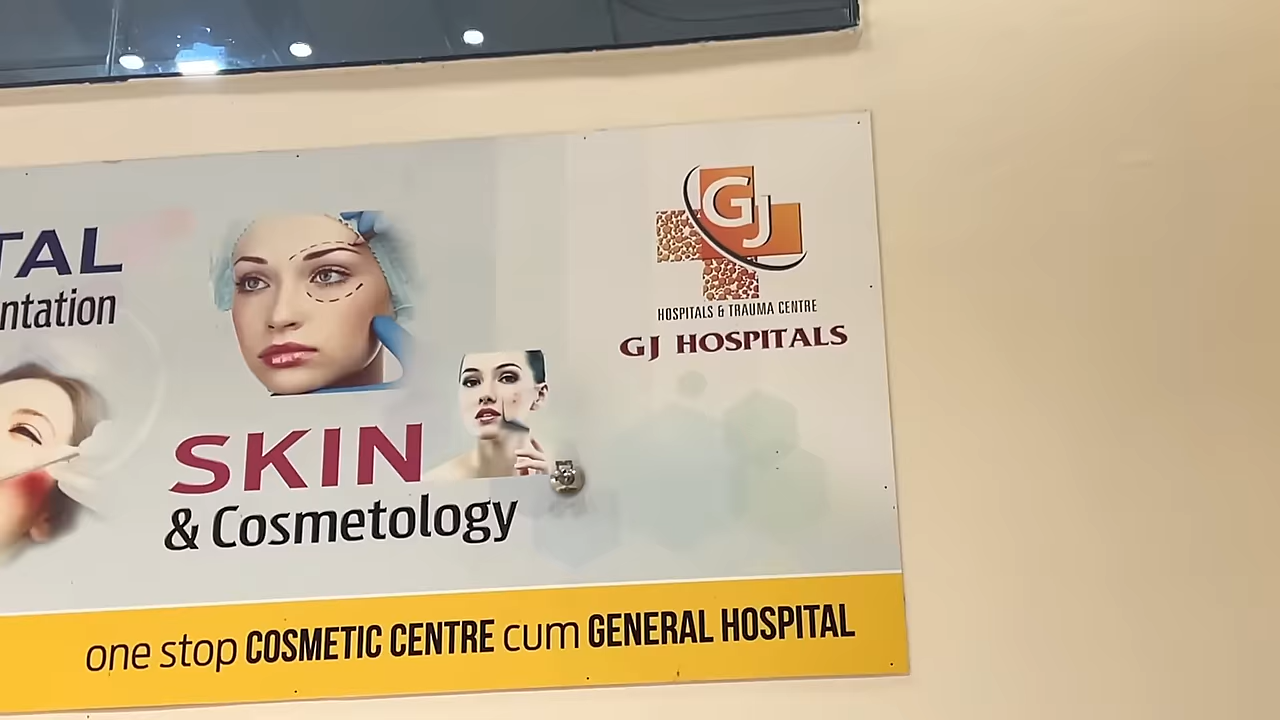 TAL
ntation
SKIN
& Cosmetology
GJ
HOSPITALS & TRAUMA CENTRE
GJ HOSPITALS
one stop COSMETIC CENTRE cum GENERAL HOSPITAL